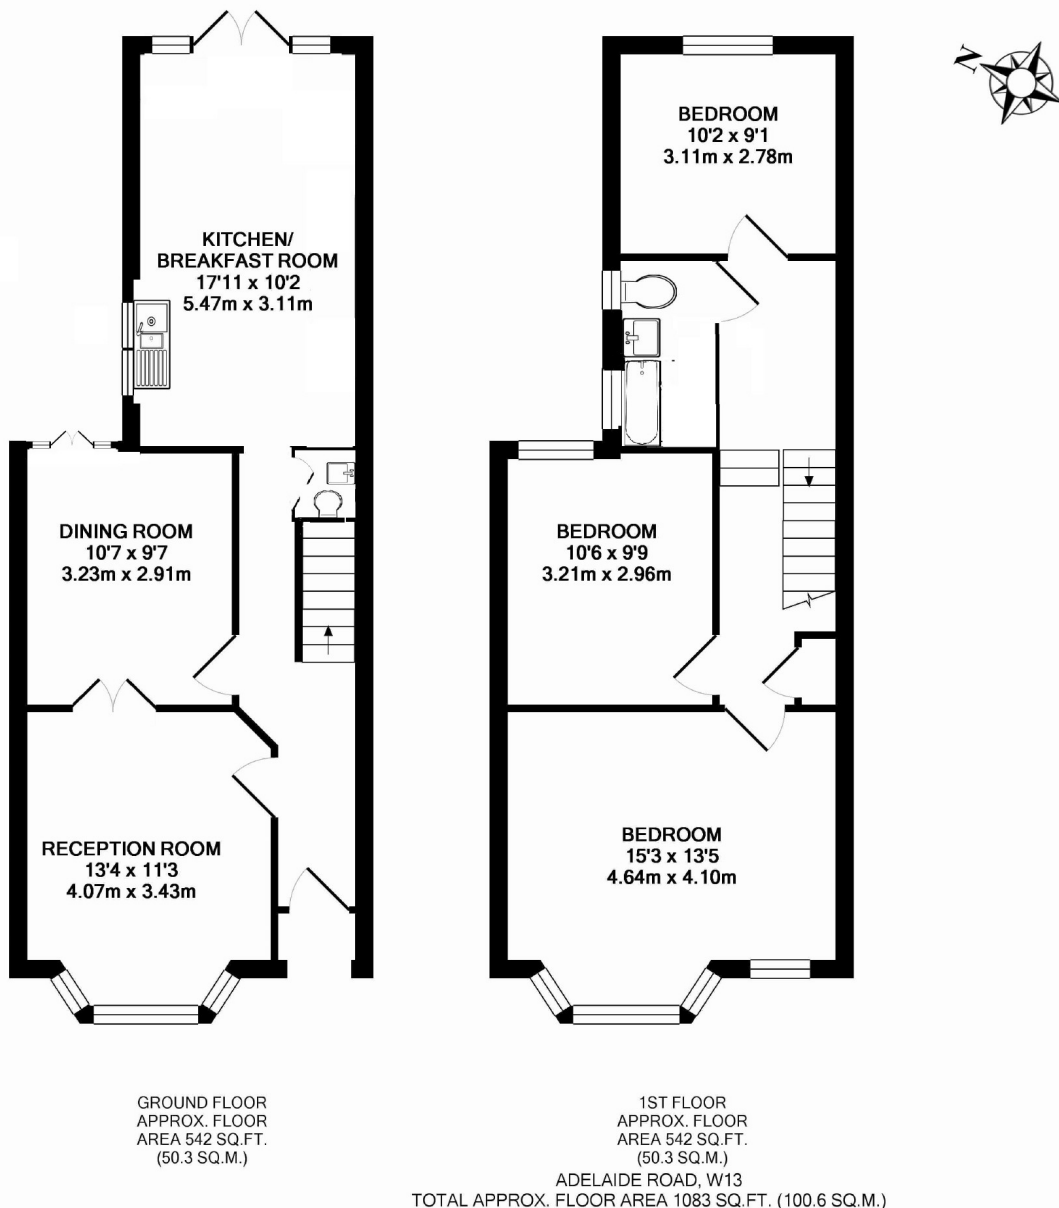 N
KITCHEN/
BREAKFAST ROOM
17'11 x 10'2
5.47m x 3.11m
DINING ROOM
10'7 x 9'7
3.23m x 2.91m
RECEPTION ROOM
13'4 x 11'3
4.07m x 3.43m
BEDROOM
10'2 x 9'1
3.11m x 2.78m
BEDROOM
10'6 x 9'9
3.21m x 2.96m
BEDROOM
15'3 x 13'5
4.64m x 4.10m
GROUND FLOOR
APPROX. FLOOR
AREA 542 SQ.FT.
(50.3 SQ.M.)
1ST FLOOR
APPROX. FLOOR
AREA 542 SQ.FT.
(50.3 SQ.M.)
ADELAIDE ROAD, W13
TOTAL APPROX. FLOOR AREA 1083 SQ.FT. (100.6 SQ.M.)